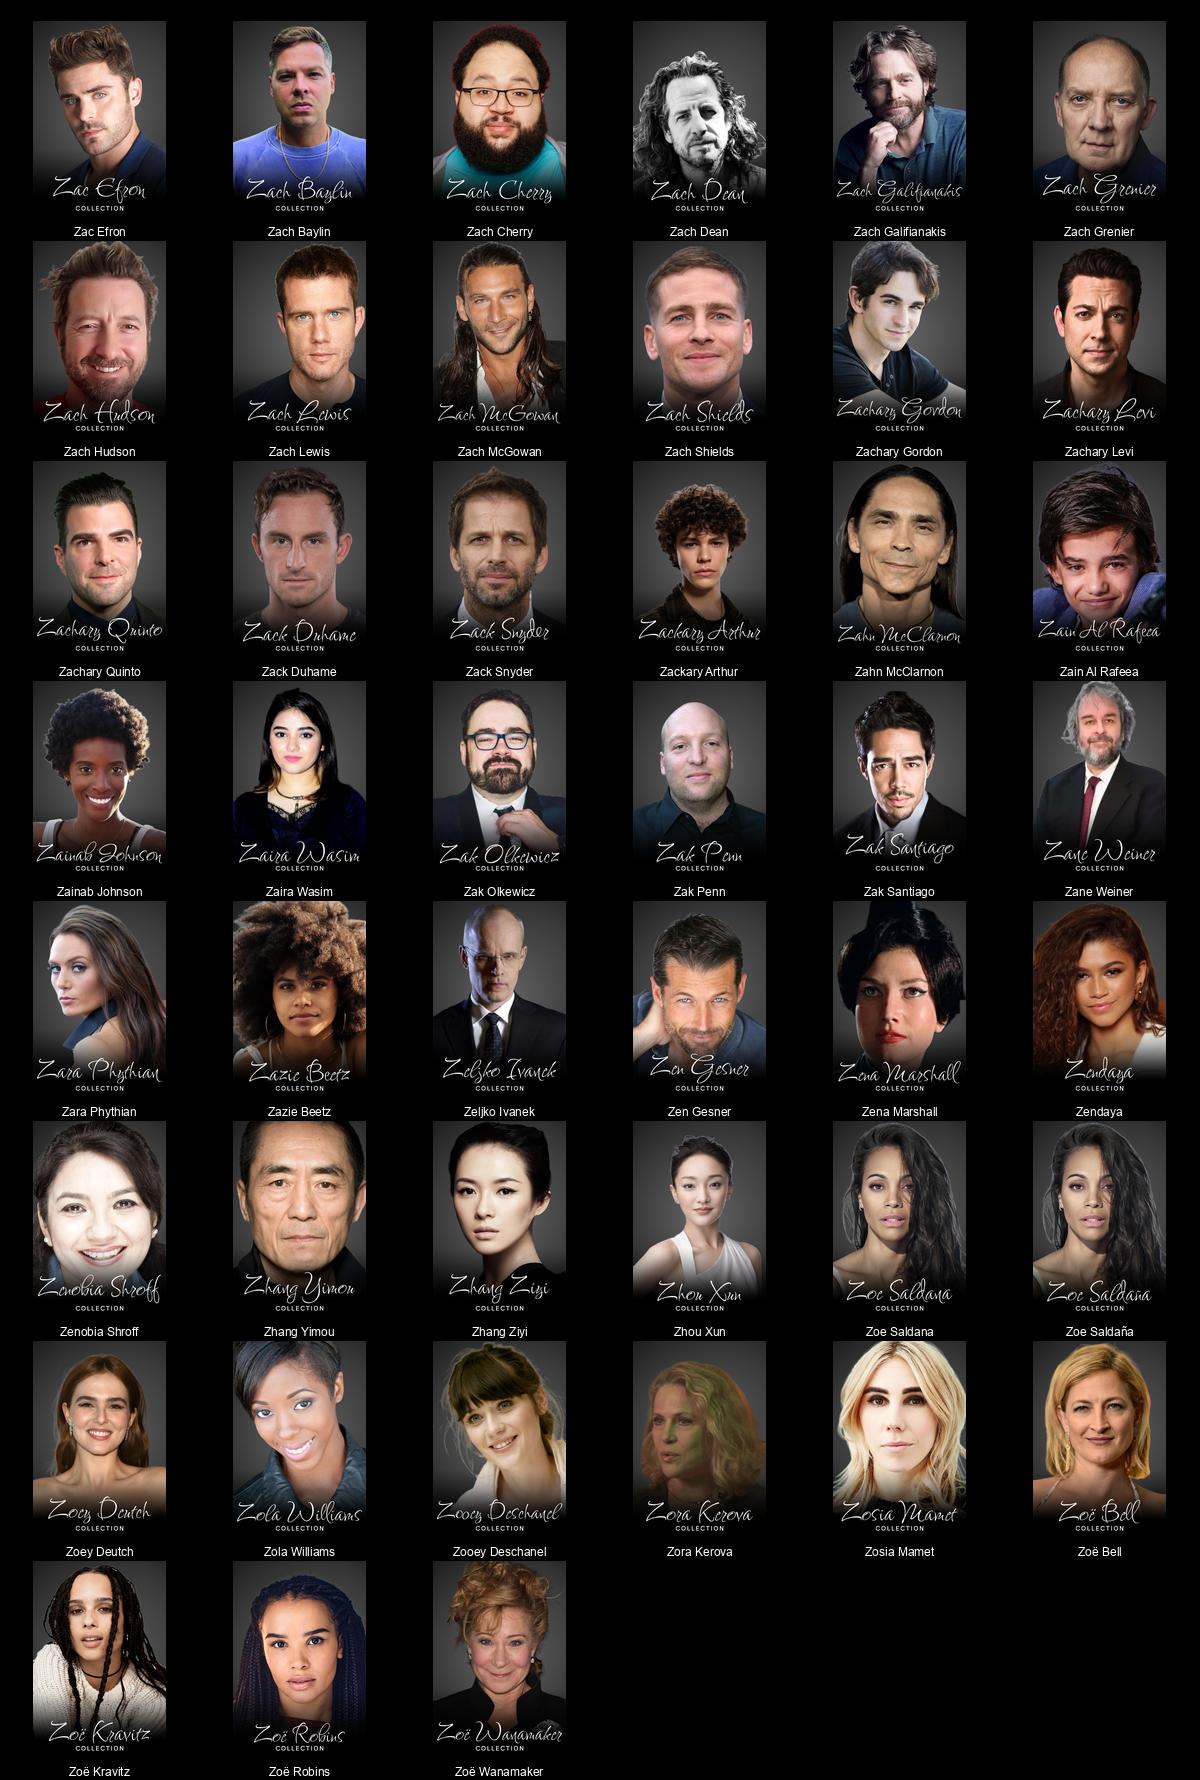 Zac Efron Zach Baylin Zach Cherry Zach Dean Zach Galifianakis Zach Grenier
COLLECTION COLLECTION COLLECTION COLLECTION COLLECTION COLLECTION
Zac Efron Zach Baylin Zach Cherry Zach Dean Zach Galifianakis Zach Grenier
Zach Hudson Zach Lewis Zach McGowan Zach Shields Zachary Gordon Zachary Levi
COLLECTION COLLECTION COLLECTION COLLECTION COLLECTION COLLECTION
Zach Hudson Zach Lewis Zach McGowan Zach Shields Zachary Gordon Zachary Levi
Zachary Quinto Zack Duhame Zack Snyder Zackary Arthur Zahn McClarnon Zain Al Rafeea
COLLECTION COLLECTION COLLECTION COLLECTION COLLECTION COLLECTION
Zachary Quinto Zack Duhame Zack Snyder Zackary Arthur Zahn McClarnon Zain Al Rafeea
Zainab Johnson Zaira Wasim Zak Olkewicz Zak Penn Zak Santiago Zane Weiner
COLLECTION COLLECTION COLLECTION COLLECTION COLLECTION COLLECTION
Zainab Johnson Zaira Wasim Zak Olkewicz Zak Penn Zak Santiago Zane Weiner
Zara Phythian Zazie Beetz Zeljko Ivanek Zen Gesner Zena Marshall Zendaya
COLLECTION COLLECTION COLLECTION COLLECTION COLLECTION COLLECTION
Zara Phythian Zazie Beetz Zeljko Ivanek Zen Gesner Zena Marshall Zendaya
Zenobia Shroff Zhang Yimou Zhang Ziyi Zhou Xun Zoe Saldana Zoe Saldaña
COLLECTION COLLECTION COLLECTION COLLECTION COLLECTION COLLECTION
Zenobia Shroff Zhang Yimou Zhang Ziyi Zhou Xun Zoe Saldana Zoe Saldaña
Zoey Deutch Zola Williams Zooey Deschanel Zora Kerova Zosia Mamet Zoë Bell
COLLECTION COLLECTION COLLECTION COLLECTION COLLECTION COLLECTION
Zoey Deutch Zola Williams Zooey Deschanel Zora Kerova Zosia Mamet Zoë Bell
Zoë Kravitz Zoë Robins Zoë Wanamaker
COLLECTION COLLECTION COLLECTION
Zoë Kravitz Zoë Robins Zoë Wanamaker